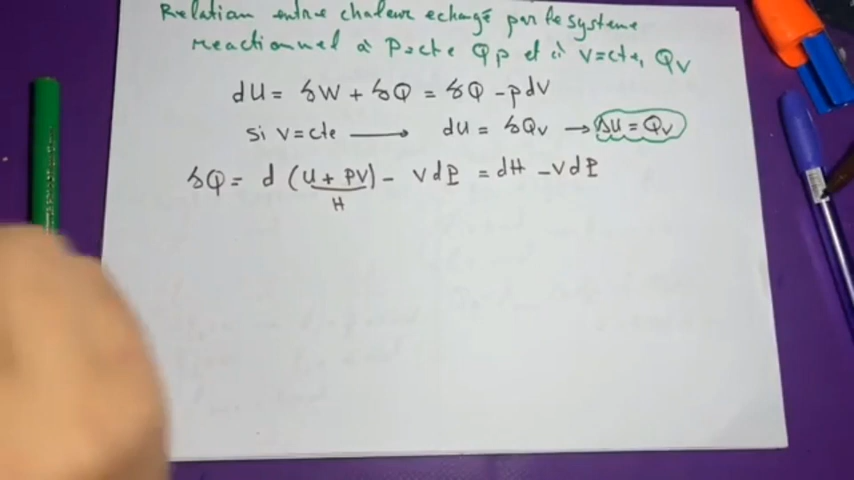 Relation entre chaleur echangé par le systeme
reactionnel à P=cte Qp et à V=cte, Qv
dU = δW + δQ = δQ - pdV
si V=cte → dU = δQv → ΔU = Qv
δQ = d (U + PV) - VdP = dH - VdP
H